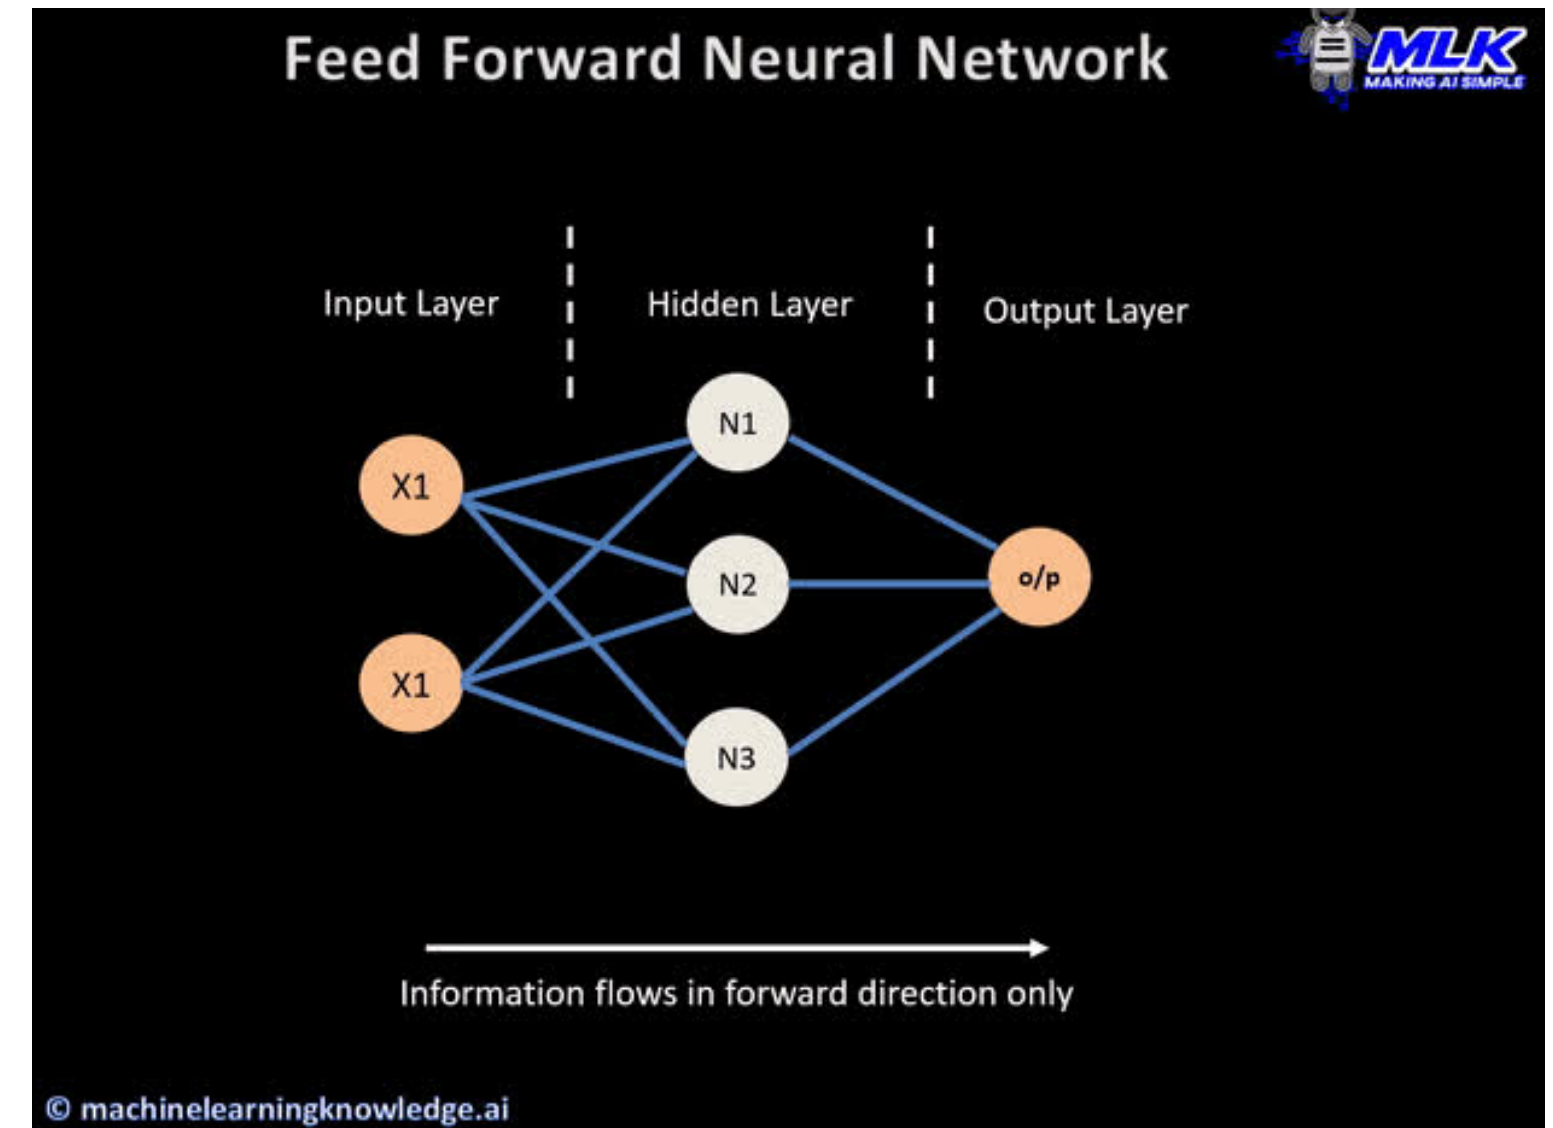 Feed Forward Neural Network
MLK
MAKING AI SIMPLE
Input Layer
Hidden Layer
Output Layer
N1
X1
N2
o/p
X1
N3
Information flows in forward direction only
© machinelearningknowledge.ai